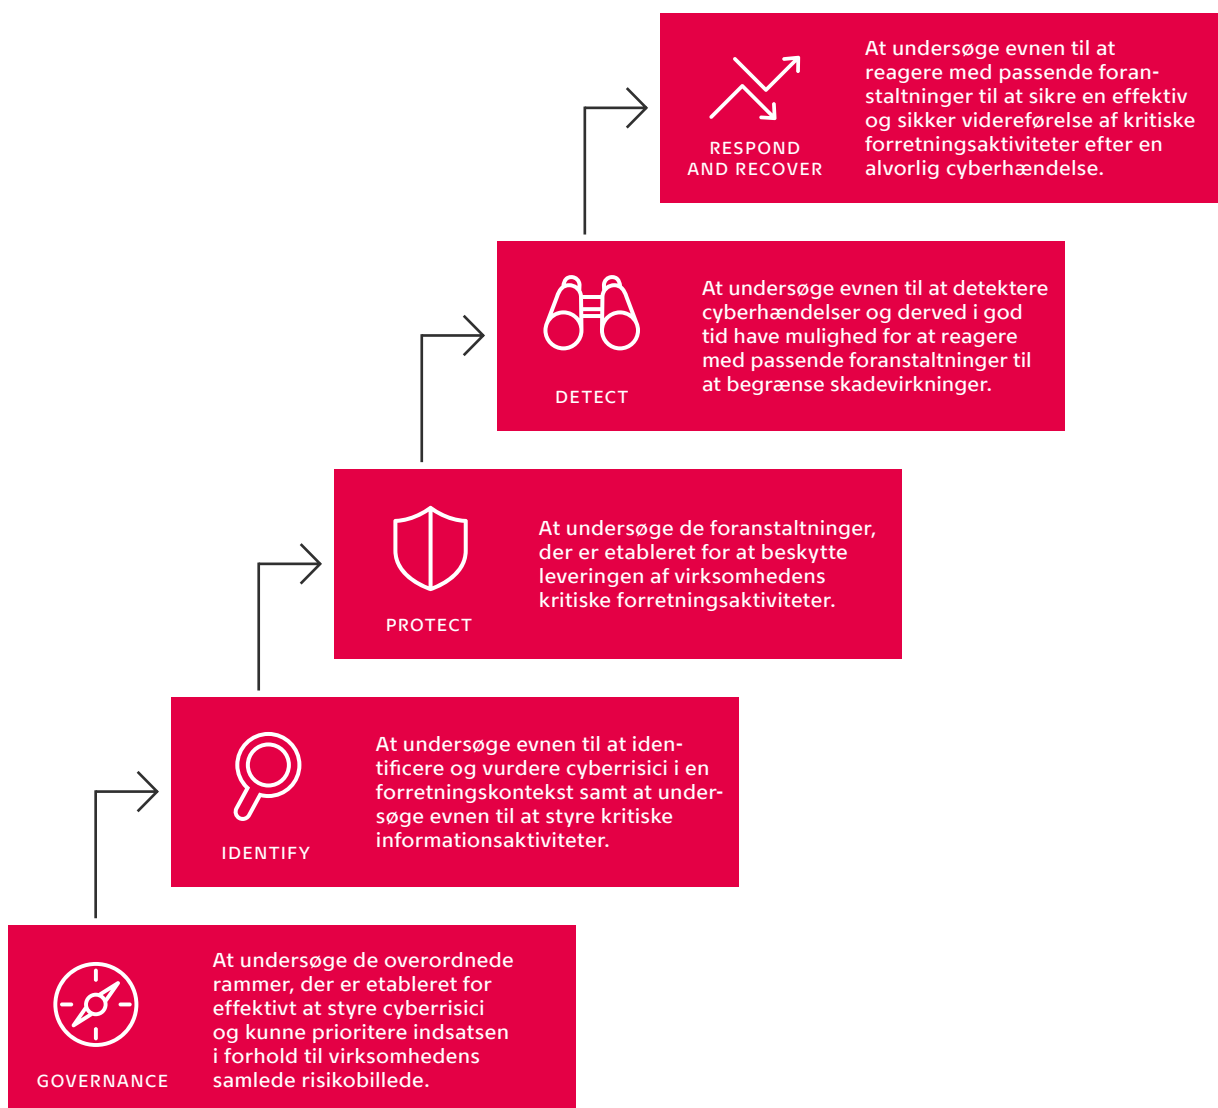 RESPOND
AND RECOVER
At undersøge evnen til at
reagere med passende foran-
staltninger til at sikre en effektiv
og sikker videreførelse af kritiske
forretningsaktiviteter efter en
alvorlig cyberhændelse.
DETECT
At undersøge evnen til at detektere
cyberhændelser og derved i god
tid have mulighed for at reagere
med passende foranstaltninger til
at begrænse skadevirkninger.
PROTECT
At undersøge de foranstaltninger,
der er etableret for at beskytte
leveringen af virksomhedens
kritiske forretningsaktiviteter.
IDENTIFY
At undersøge evnen til at iden-
tificere og vurdere cyberrisici i en
forretningskontekst samt at under-
søge evnen til at styre kritiske
informationsaktiviteter.
GOVERNANCE
At undersøge de overordnede
rammer, der er etableret for
effektivt at styre cyberrisici
og kunne prioritere indsatsen
i forhold til virksomhedens
samlede risikobillede.